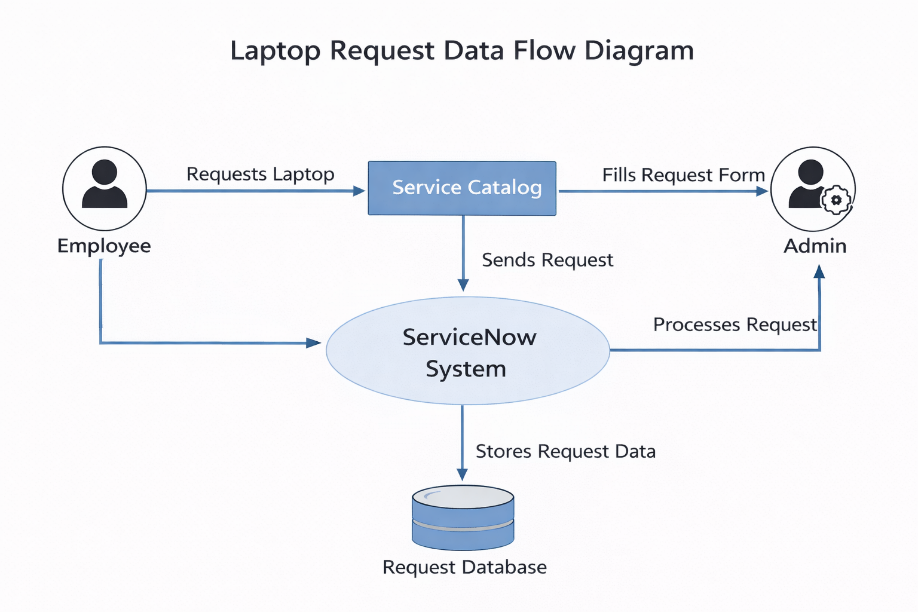 Laptop Request Data Flow Diagram
Requests Laptop
Service Catalog
Fills Request Form
Employee
Admin
Sends Request
Processes Request
ServiceNow
System
Stores Request Data
Request Database